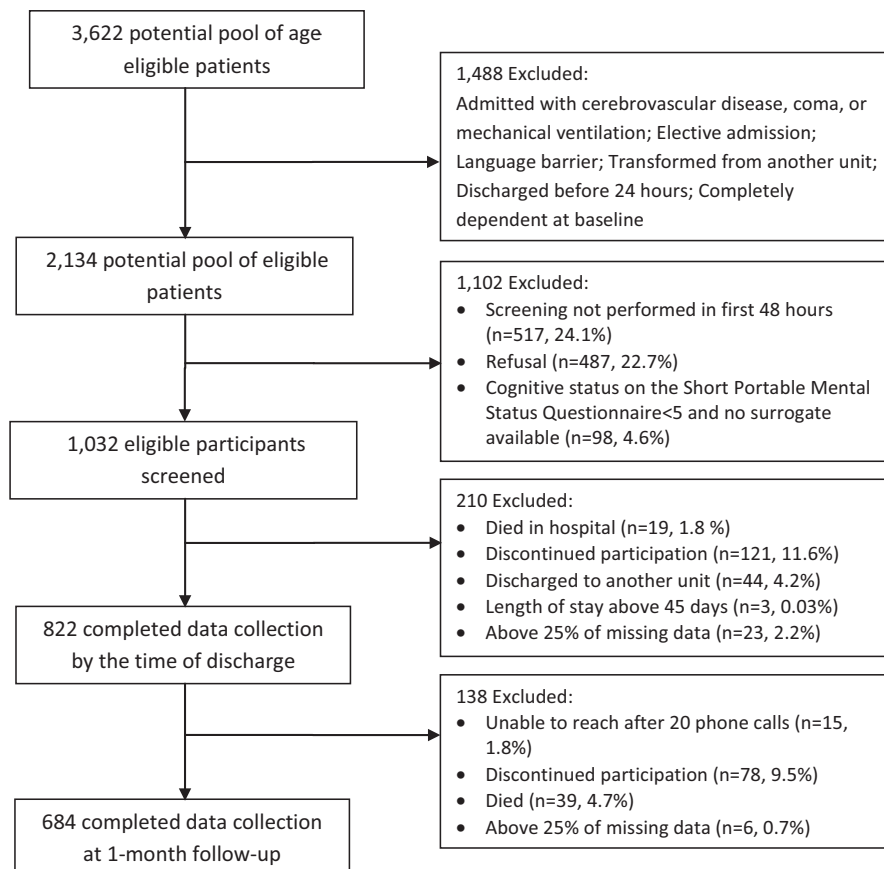 3,622 potential pool of age
eligible patients
1,488 Excluded:
Admitted with cerebrovascular disease, coma, or
mechanical ventilation; Elective admission;
Language barrier; Transformed from another unit;
Discharged before 24 hours; Completely
dependent at baseline
2,134 potential pool of eligible
patients
1,102 Excluded:
• Screening not performed in first 48 hours
(n=517, 24.1%)
• Refusal (n=487, 22.7%)
• Cognitive status on the Short Portable Mental
Status Questionnaire<5 and no surrogate
available (n=98, 4.6%)
1,032 eligible participants
screened
210 Excluded:
• Died in hospital (n=19, 1.8 %)
• Discontinued participation (n=121, 11.6%)
• Discharged to another unit (n=44, 4.2%)
• Length of stay above 45 days (n=3, 0.03%)
• Above 25% of missing data (n=23, 2.2%)
822 completed data collection
by the time of discharge
138 Excluded:
• Unable to reach after 20 phone calls (n=15,
1.8%)
• Discontinued participation (n=78, 9.5%)
• Died (n=39, 4.7%)
• Above 25% of missing data (n=6, 0.7%)
684 completed data collection
at 1-month follow-up